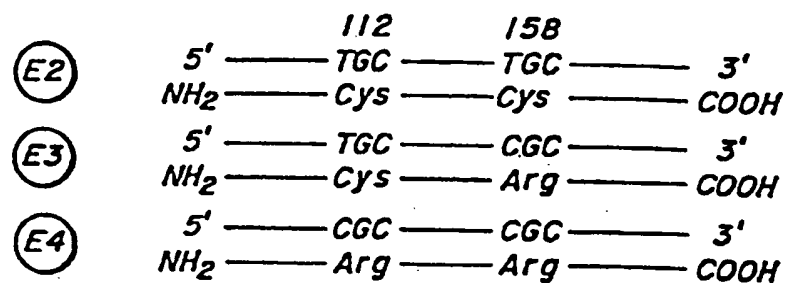 112 158
E2 5' TGC TGC 3'
NH2 Cys Cys COOH
E3 5' TGC CGC 3'
NH2 Cys Arg COOH
E4 5' CGC CGC 3'
NH2 Arg Arg COOH